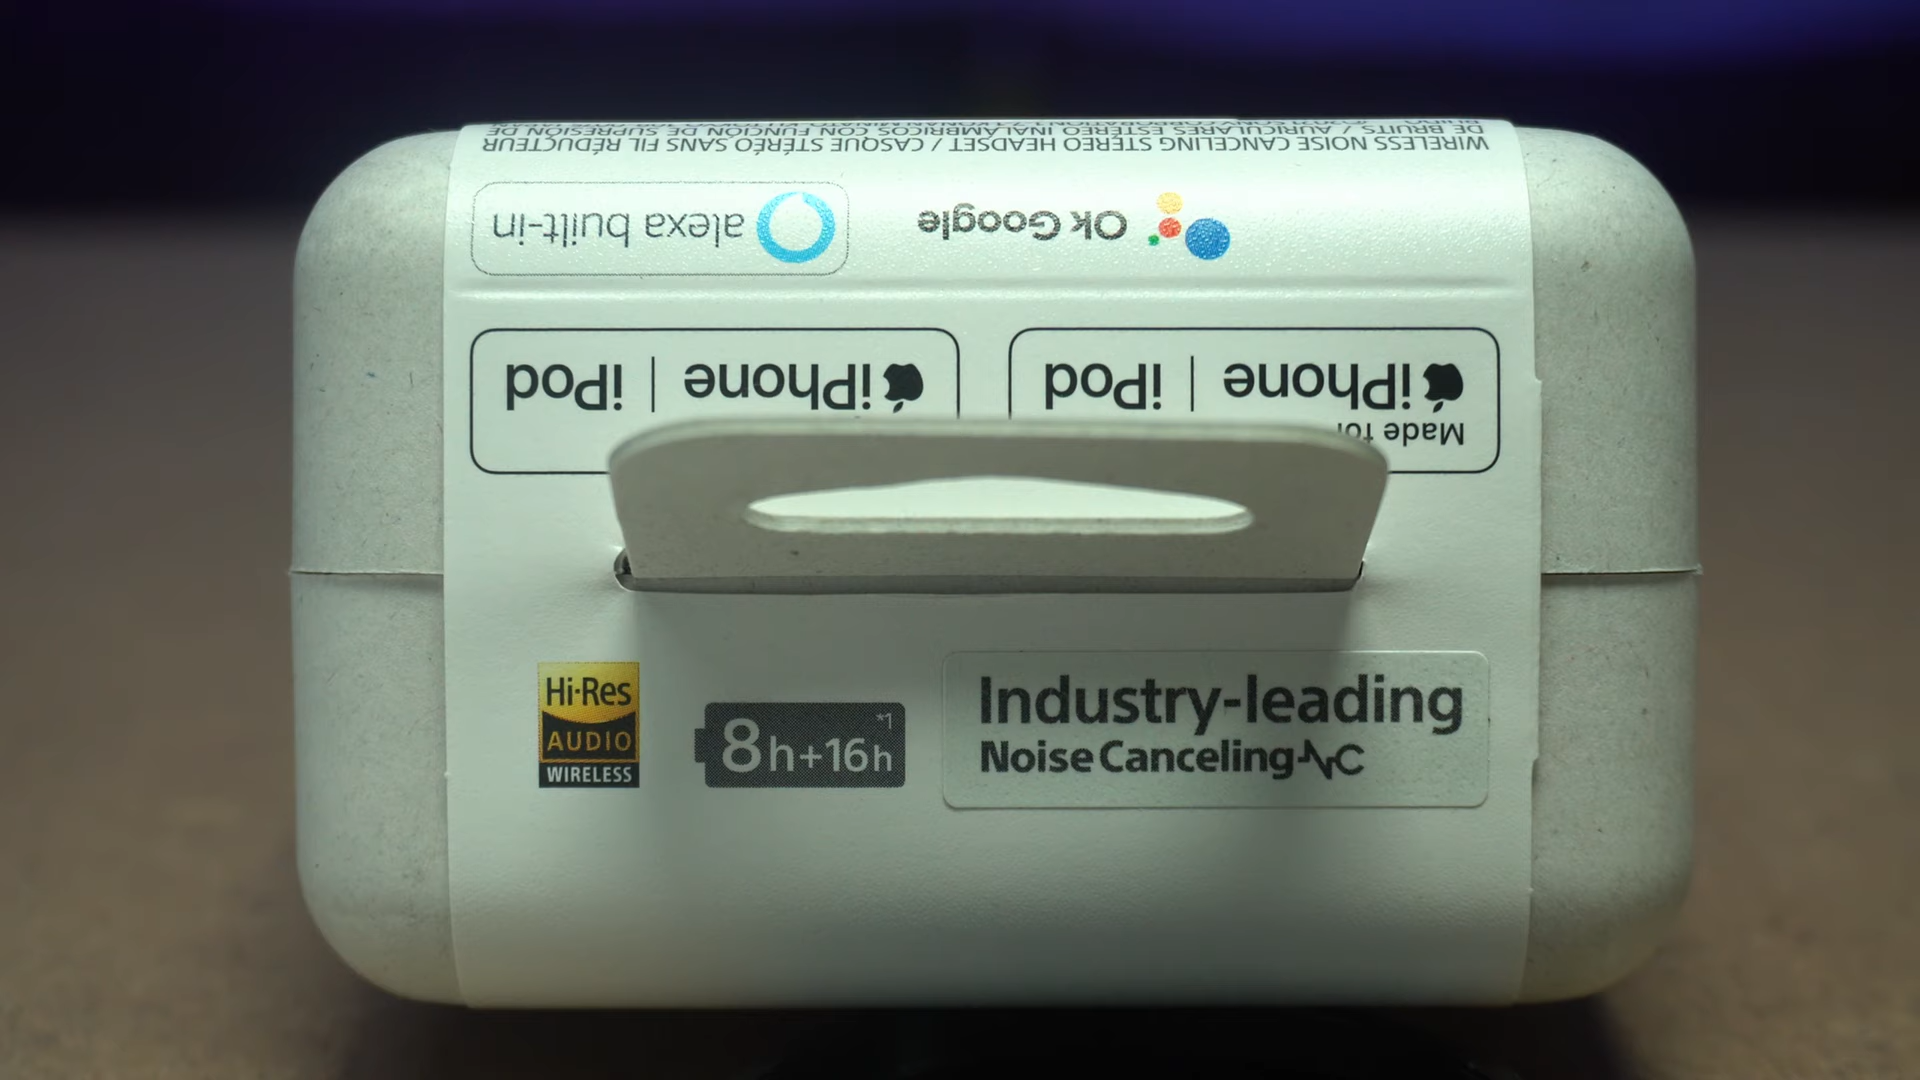 WIRELESS NOISE CANCELING STEREO HEADSET / CASQUE STÉRÉO SANS FIL RÉDUCTEUR
DE BRUITS / AURICULARES ESTÉREO INALÁMBRICOS CON FUNCIÓN DE SUPRESIÓN DE
Ok Google
alexa built-in
Made for
iPhone | iPod
iPhone | iPod
Hi-Res
AUDIO
WIRELESS
8h+16h *1
Industry-leading
Noise Canceling